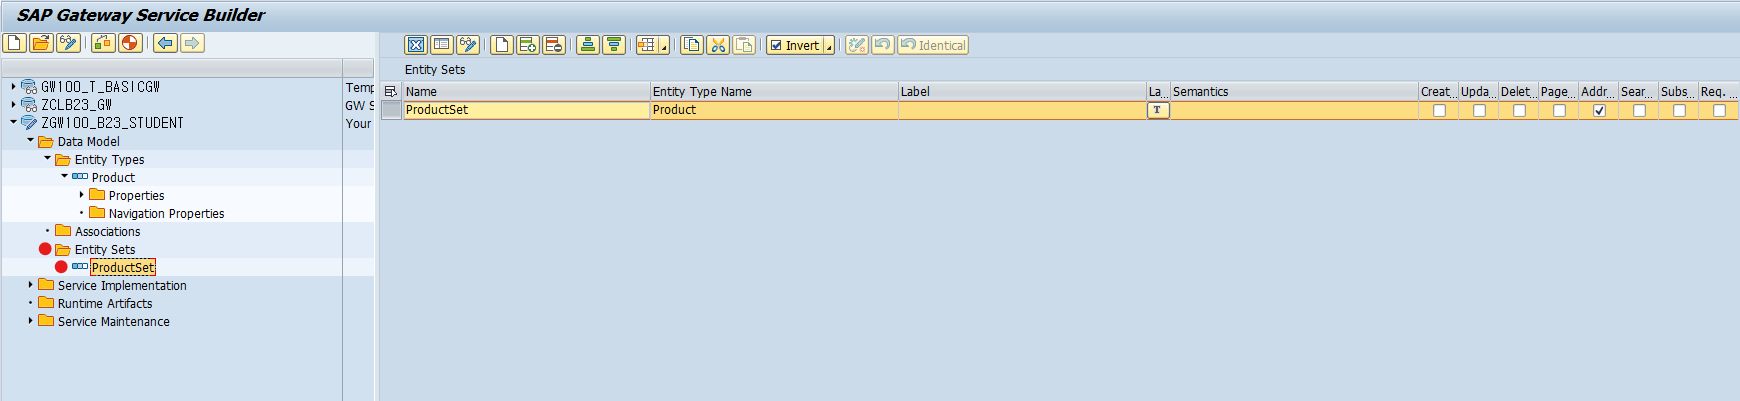 SAP Gateway Service Builder
Invert
Identical
Entity Sets
Name Entity Type Name Label La... Semantics Creat... Upda... Delet... Page... Addr... Sear... Subs... Req. ...
ProductSet Product T
GW100_T_BASICGW Temp
ZCLB23_GW GW S
ZGW100_B23_STUDENT Your
Data Model
Entity Types
Product
Properties
Navigation Properties
Associations
Entity Sets
ProductSet
Service Implementation
Runtime Artifacts
Service Maintenance